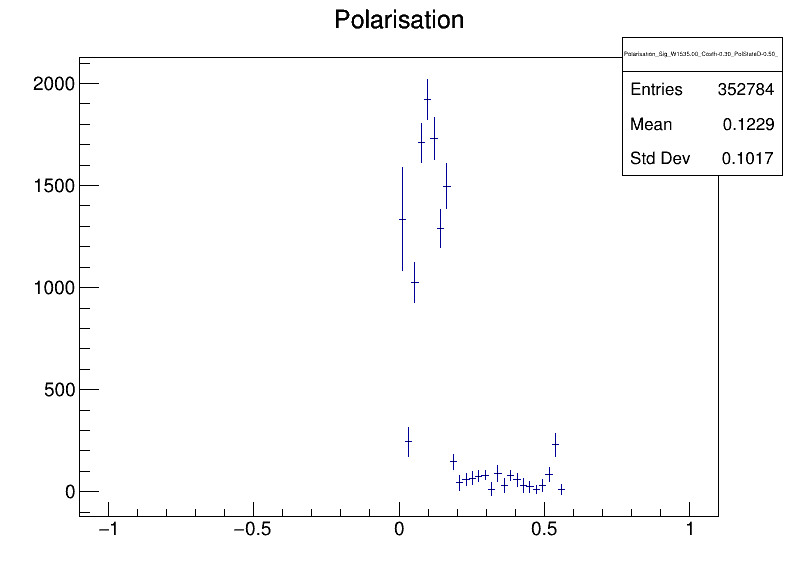 Polarisation
Polarisation_Sig_W1535.00_Costh-0.30_PolStateD-0.50_
Entries 352784
Mean 0.1229
Std Dev 0.1017
2000
1500
1000
500
0
−1 −0.5 0 0.5 1